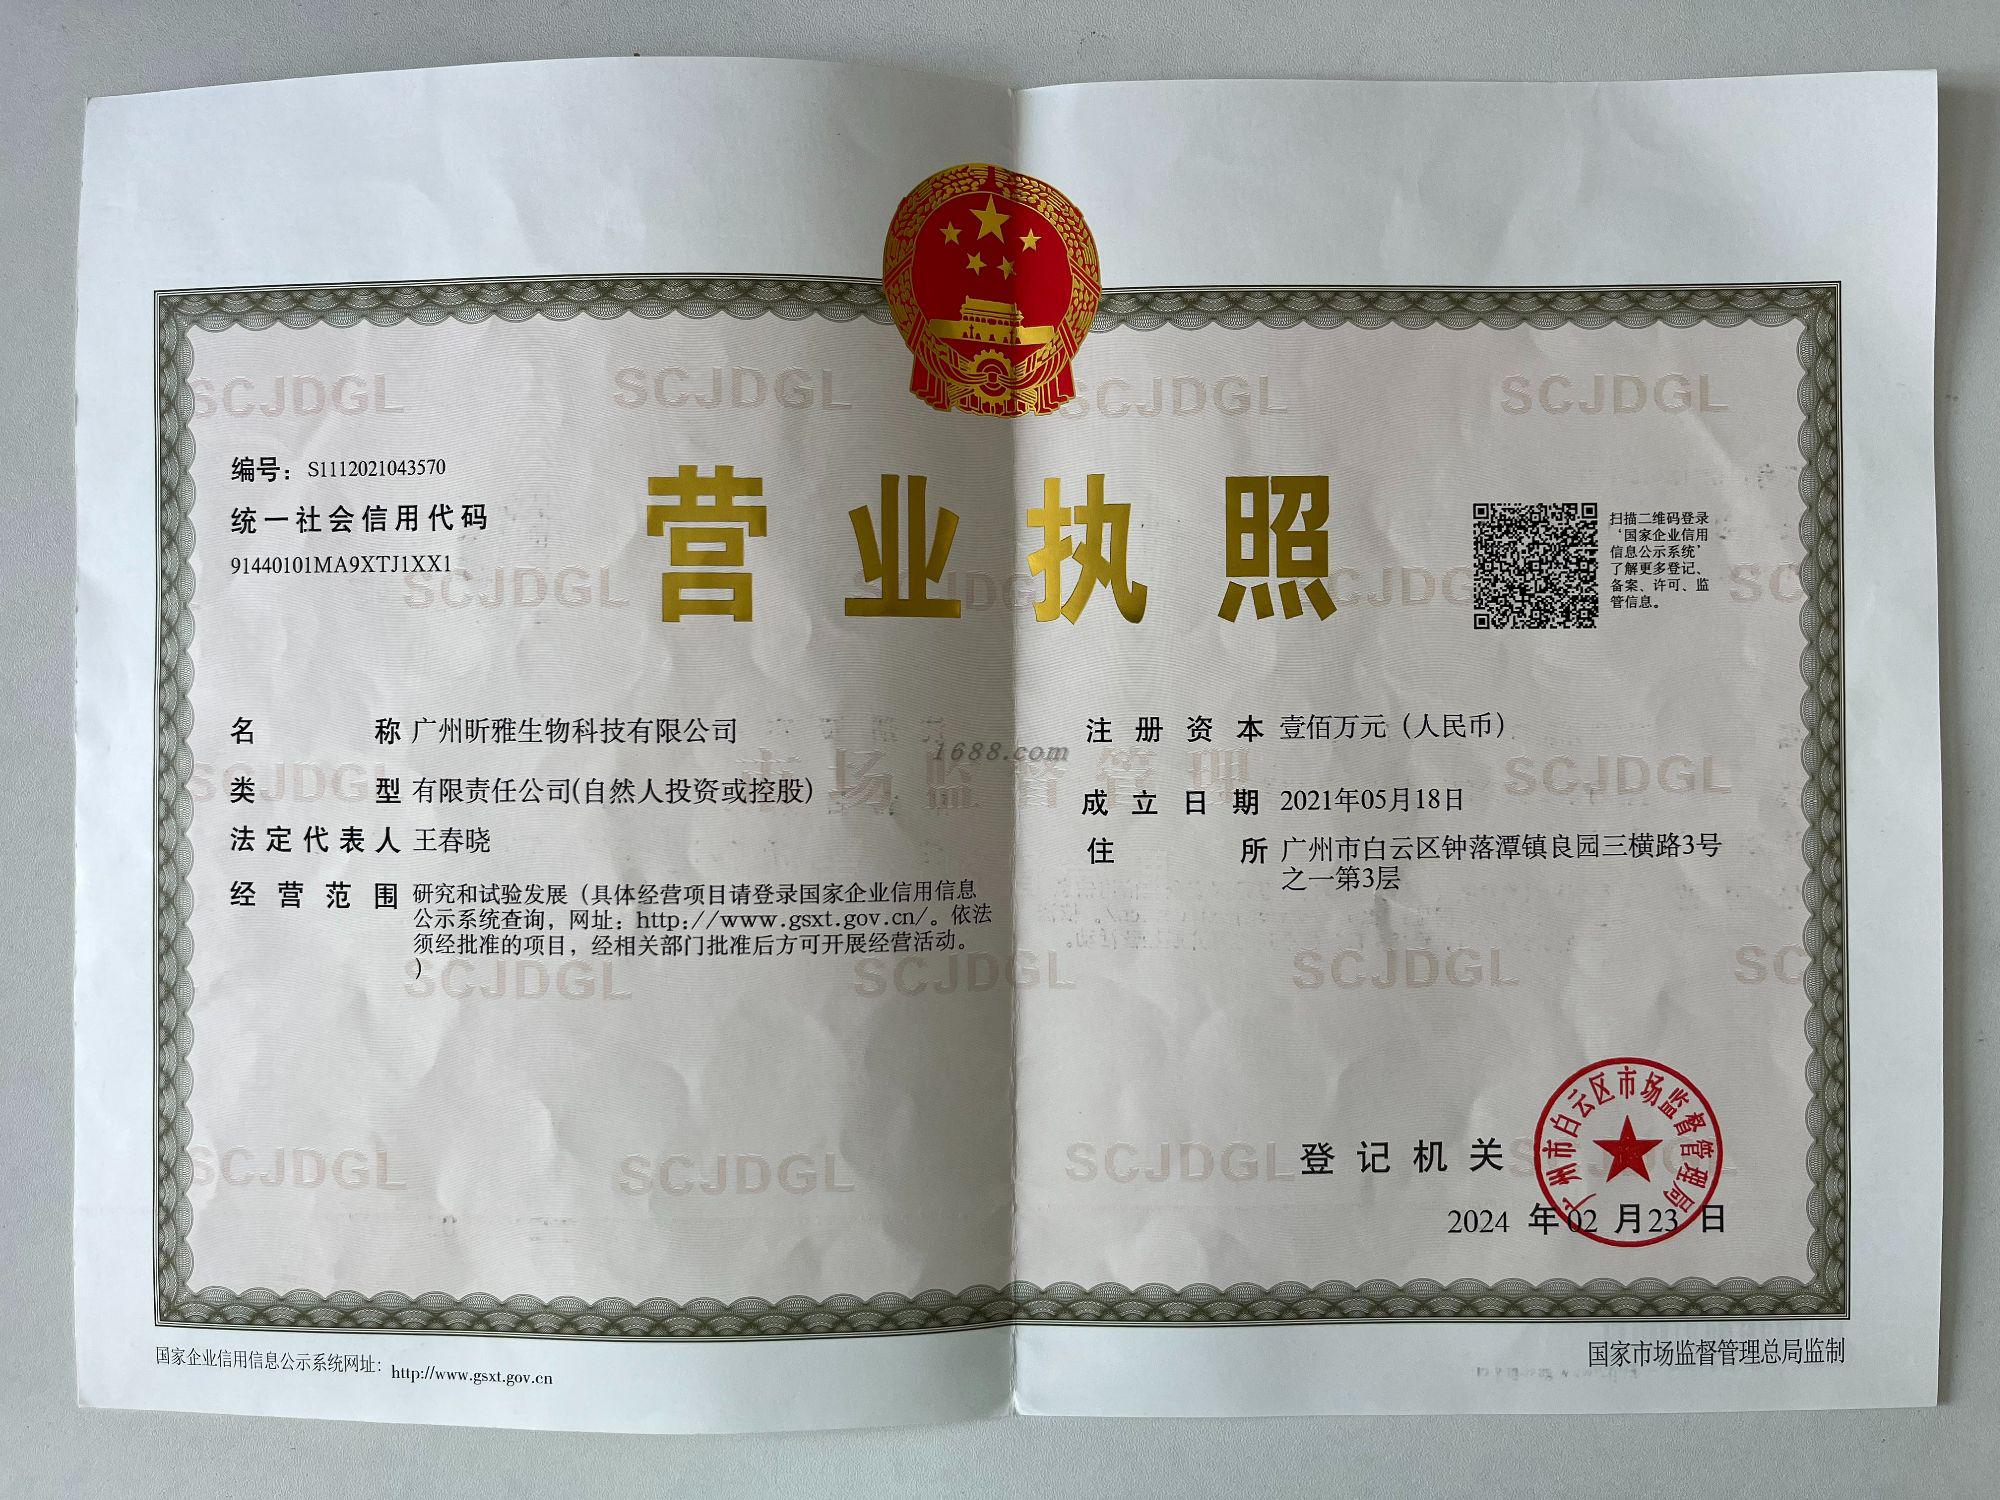 编号： S1112021043570
统一社会信用代码
91440101MA9XTJ1XX1
营业执照
扫描二维码登录
‘国家企业信用
信息公示系统’
了解更多登记、
备案、许可、监
管信息。
名称 广州昕雅生物科技有限公司
类型 有限责任公司(自然人投资或控股)
法定代表人 王春晓
经营范围 研究和试验发展（具体经营项目请登录国家企业信用信息
公示系统查询，网址：http://www.gsxt.gov.cn/。依法
须经批准的项目，经相关部门批准后方可开展经营活动。
）
注册资本 壹佰万元（人民币）
成立日期 2021年05月18日
住所 广州市白云区钟落潭镇良园三横路3号
之一第3层
1688.com
市场监督管理
SCJDGL
登记机关
广州市白云区市场监督管理局
2024 年 02 月 23 日
国家企业信用信息公示系统网址： http://www.gsxt.gov.cn
国家市场监督管理总局监制